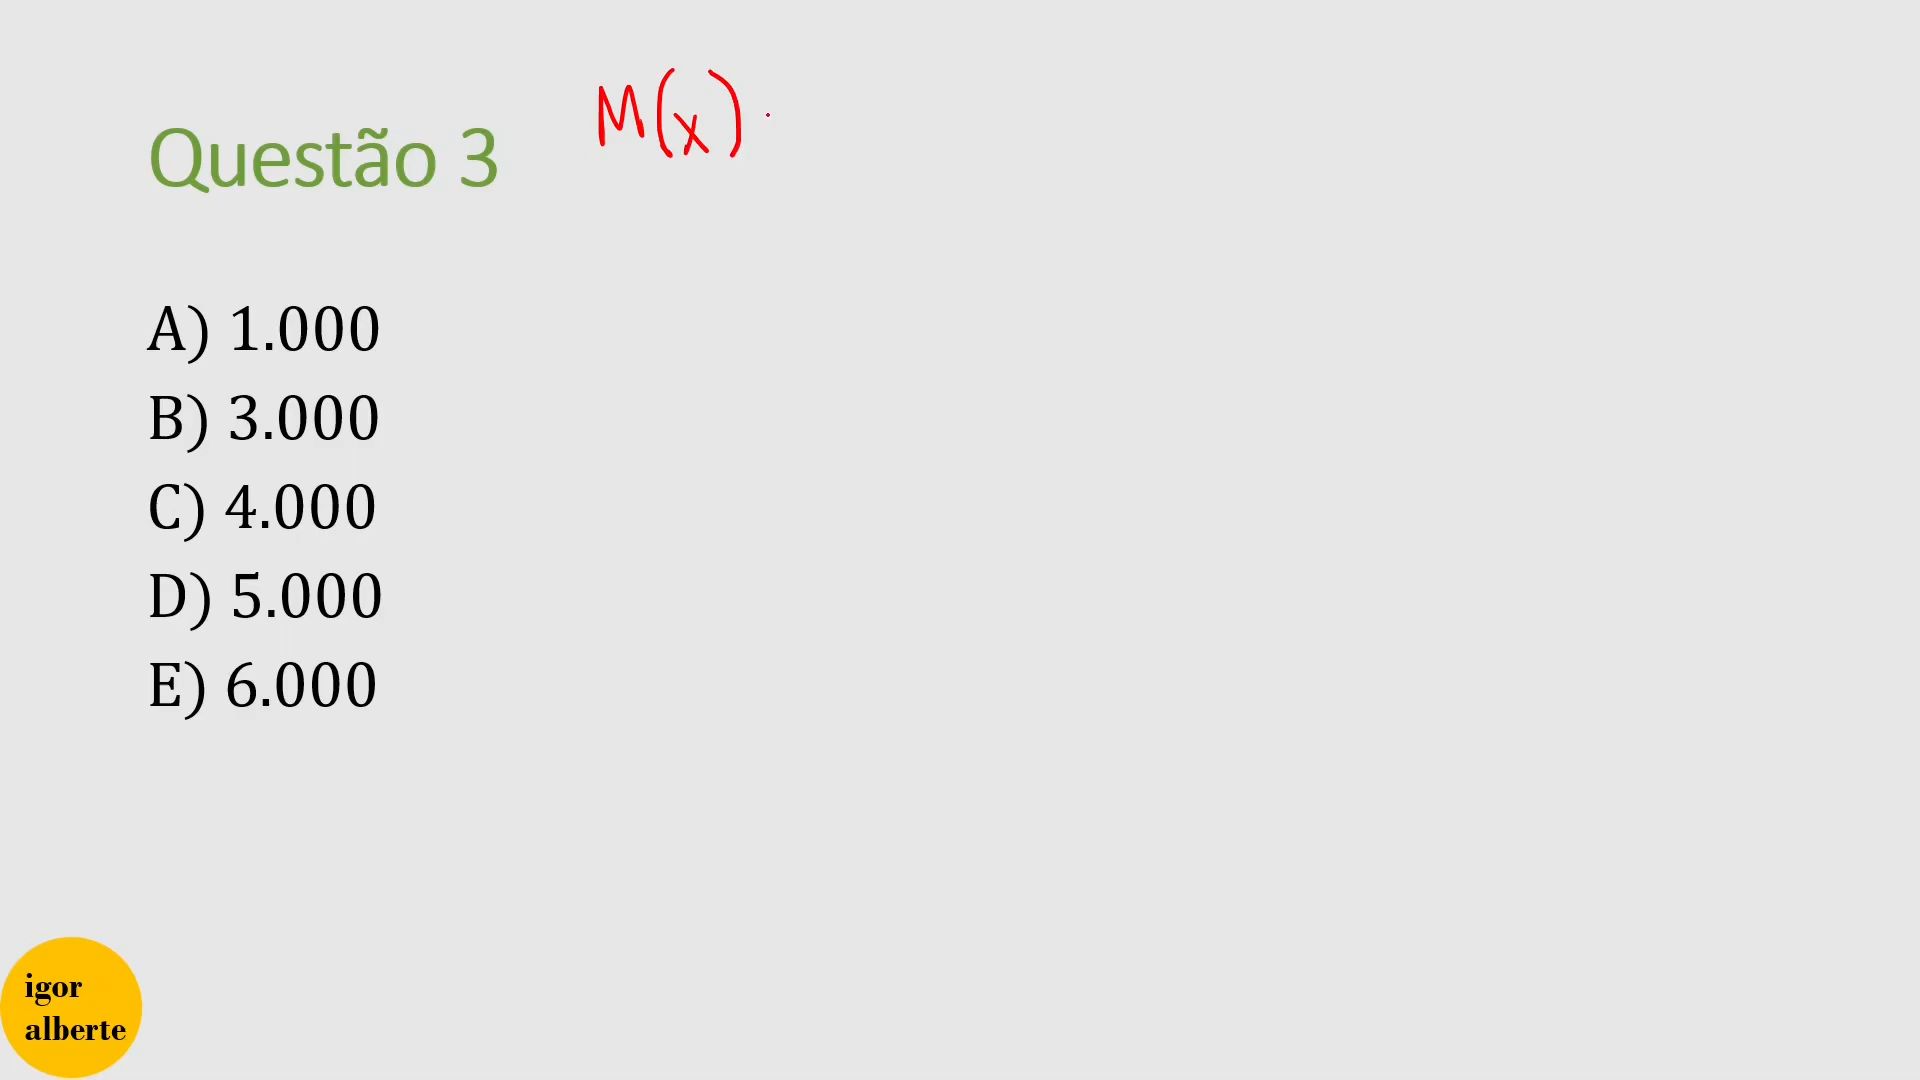 M(x)
Questão 3
A) 1.000
B) 3.000
C) 4.000
D) 5.000
E) 6.000
igor
alberte